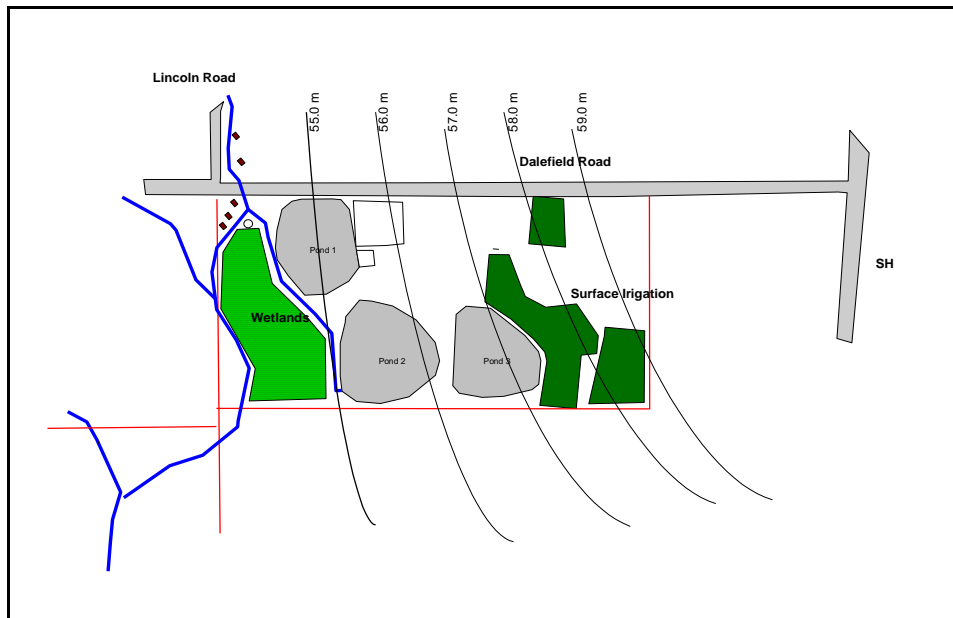 Lincoln Road
55.0 m
56.0 m
57.0 m
58.0 m
59.0 m
Dalefield Road
Pond 1
SH
Surface Irigation
Wetlands
Pond 2
Pond 3